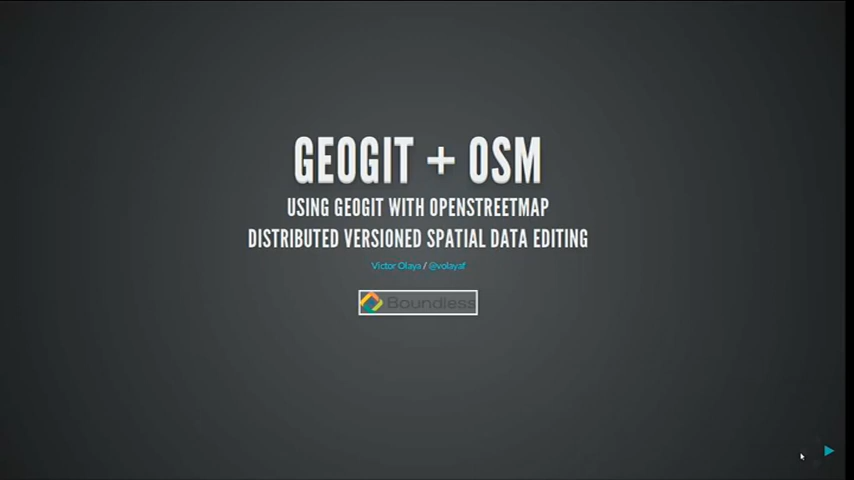 GEOGIT + OSM
USING GEOGIT WITH OPENSTREETMAP
DISTRIBUTED VERSIONED SPATIAL DATA EDITING
Victor Olaya / @volayaf
Boundless